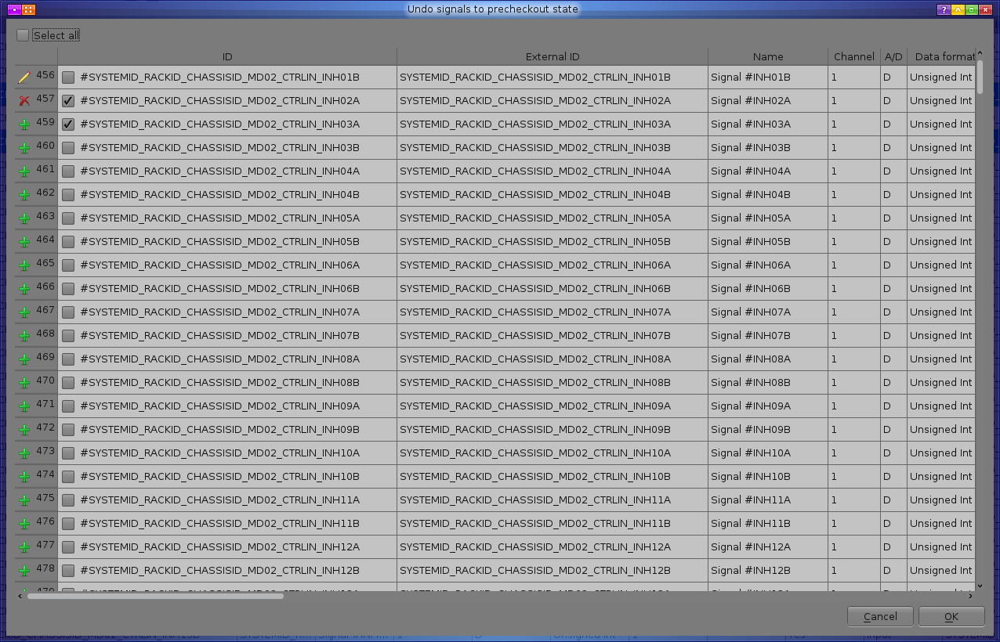 Undo signals to precheckout state
Select all
ID External ID Name Channel A/D Data format
456 #SYSTEMID_RACKID_CHASSISID_MD02_CTRLIN_INH01B SYSTEMID_RACKID_CHASSISID_MD02_CTRLIN_INH01B Signal #INH01B 1 D Unsigned Int
457 #SYSTEMID_RACKID_CHASSISID_MD02_CTRLIN_INH02A SYSTEMID_RACKID_CHASSISID_MD02_CTRLIN_INH02A Signal #INH02A 1 D Unsigned Int
459 #SYSTEMID_RACKID_CHASSISID_MD02_CTRLIN_INH03A SYSTEMID_RACKID_CHASSISID_MD02_CTRLIN_INH03A Signal #INH03A 1 D Unsigned Int
460 #SYSTEMID_RACKID_CHASSISID_MD02_CTRLIN_INH03B SYSTEMID_RACKID_CHASSISID_MD02_CTRLIN_INH03B Signal #INH03B 1 D Unsigned Int
461 #SYSTEMID_RACKID_CHASSISID_MD02_CTRLIN_INH04A SYSTEMID_RACKID_CHASSISID_MD02_CTRLIN_INH04A Signal #INH04A 1 D Unsigned Int
462 #SYSTEMID_RACKID_CHASSISID_MD02_CTRLIN_INH04B SYSTEMID_RACKID_CHASSISID_MD02_CTRLIN_INH04B Signal #INH04B 1 D Unsigned Int
463 #SYSTEMID_RACKID_CHASSISID_MD02_CTRLIN_INH05A SYSTEMID_RACKID_CHASSISID_MD02_CTRLIN_INH05A Signal #INH05A 1 D Unsigned Int
464 #SYSTEMID_RACKID_CHASSISID_MD02_CTRLIN_INH05B SYSTEMID_RACKID_CHASSISID_MD02_CTRLIN_INH05B Signal #INH05B 1 D Unsigned Int
465 #SYSTEMID_RACKID_CHASSISID_MD02_CTRLIN_INH06A SYSTEMID_RACKID_CHASSISID_MD02_CTRLIN_INH06A Signal #INH06A 1 D Unsigned Int
466 #SYSTEMID_RACKID_CHASSISID_MD02_CTRLIN_INH06B SYSTEMID_RACKID_CHASSISID_MD02_CTRLIN_INH06B Signal #INH06B 1 D Unsigned Int
467 #SYSTEMID_RACKID_CHASSISID_MD02_CTRLIN_INH07A SYSTEMID_RACKID_CHASSISID_MD02_CTRLIN_INH07A Signal #INH07A 1 D Unsigned Int
468 #SYSTEMID_RACKID_CHASSISID_MD02_CTRLIN_INH07B SYSTEMID_RACKID_CHASSISID_MD02_CTRLIN_INH07B Signal #INH07B 1 D Unsigned Int
469 #SYSTEMID_RACKID_CHASSISID_MD02_CTRLIN_INH08A SYSTEMID_RACKID_CHASSISID_MD02_CTRLIN_INH08A Signal #INH08A 1 D Unsigned Int
470 #SYSTEMID_RACKID_CHASSISID_MD02_CTRLIN_INH08B SYSTEMID_RACKID_CHASSISID_MD02_CTRLIN_INH08B Signal #INH08B 1 D Unsigned Int
471 #SYSTEMID_RACKID_CHASSISID_MD02_CTRLIN_INH09A SYSTEMID_RACKID_CHASSISID_MD02_CTRLIN_INH09A Signal #INH09A 1 D Unsigned Int
472 #SYSTEMID_RACKID_CHASSISID_MD02_CTRLIN_INH09B SYSTEMID_RACKID_CHASSISID_MD02_CTRLIN_INH09B Signal #INH09B 1 D Unsigned Int
473 #SYSTEMID_RACKID_CHASSISID_MD02_CTRLIN_INH10A SYSTEMID_RACKID_CHASSISID_MD02_CTRLIN_INH10A Signal #INH10A 1 D Unsigned Int
474 #SYSTEMID_RACKID_CHASSISID_MD02_CTRLIN_INH10B SYSTEMID_RACKID_CHASSISID_MD02_CTRLIN_INH10B Signal #INH10B 1 D Unsigned Int
475 #SYSTEMID_RACKID_CHASSISID_MD02_CTRLIN_INH11A SYSTEMID_RACKID_CHASSISID_MD02_CTRLIN_INH11A Signal #INH11A 1 D Unsigned Int
476 #SYSTEMID_RACKID_CHASSISID_MD02_CTRLIN_INH11B SYSTEMID_RACKID_CHASSISID_MD02_CTRLIN_INH11B Signal #INH11B 1 D Unsigned Int
477 #SYSTEMID_RACKID_CHASSISID_MD02_CTRLIN_INH12A SYSTEMID_RACKID_CHASSISID_MD02_CTRLIN_INH12A Signal #INH12A 1 D Unsigned Int
478 #SYSTEMID_RACKID_CHASSISID_MD02_CTRLIN_INH12B SYSTEMID_RACKID_CHASSISID_MD02_CTRLIN_INH12B Signal #INH12B 1 D Unsigned Int
Cancel OK